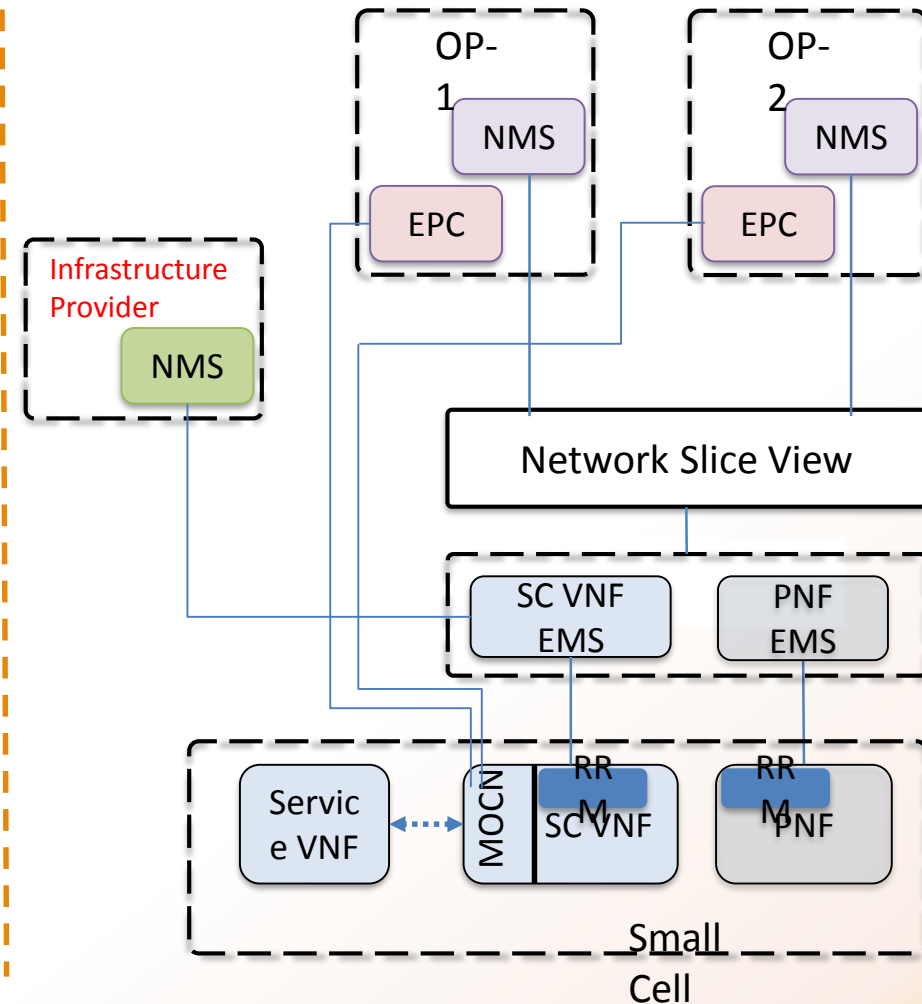 OP-
1
NMS
EPC
OP-
2
NMS
EPC
Infrastructure
Provider
NMS
Network Slice View
SC VNF
EMS
PNF
EMS
Servic
e VNF
MOCN
RR
M
SC VNF
RR
M
PNF
Small
Cell